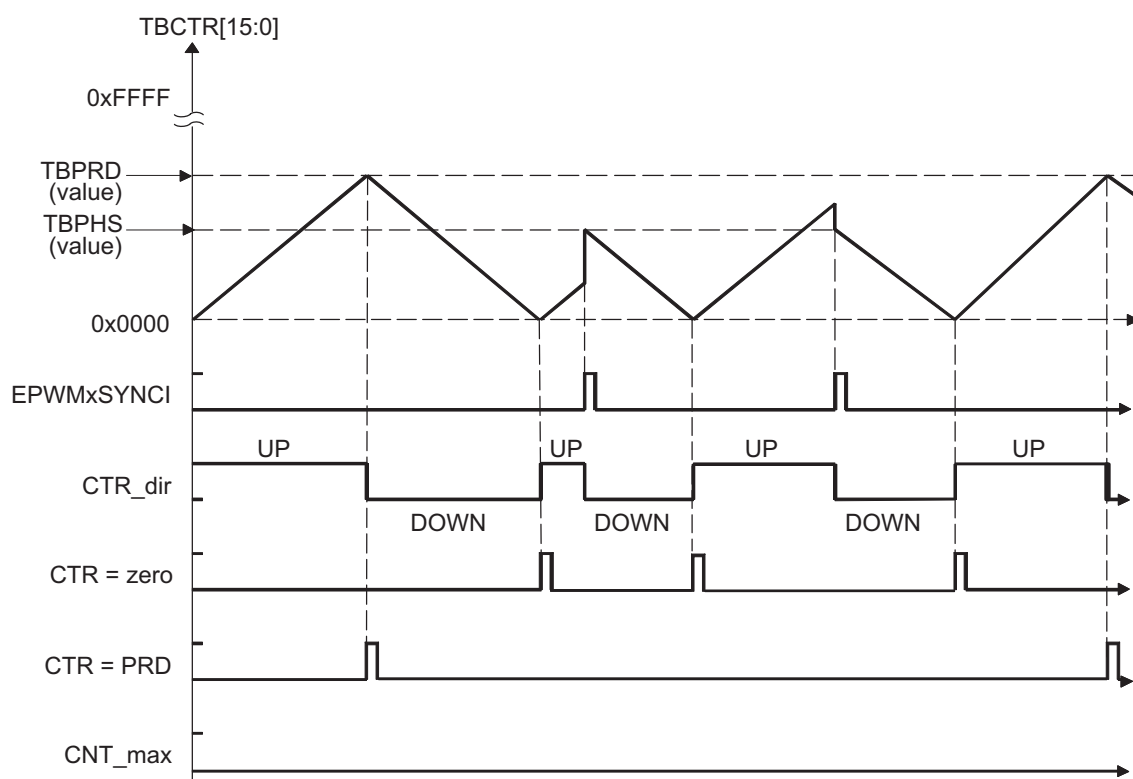 TBCTR[15:0]
0xFFFF
TBPRD
(value)
TBPHS
(value)
0x0000
EPWMxSYNCI
UP UP UP UP
CTR_dir
DOWN DOWN DOWN
CTR = zero
CTR = PRD
CNT_max